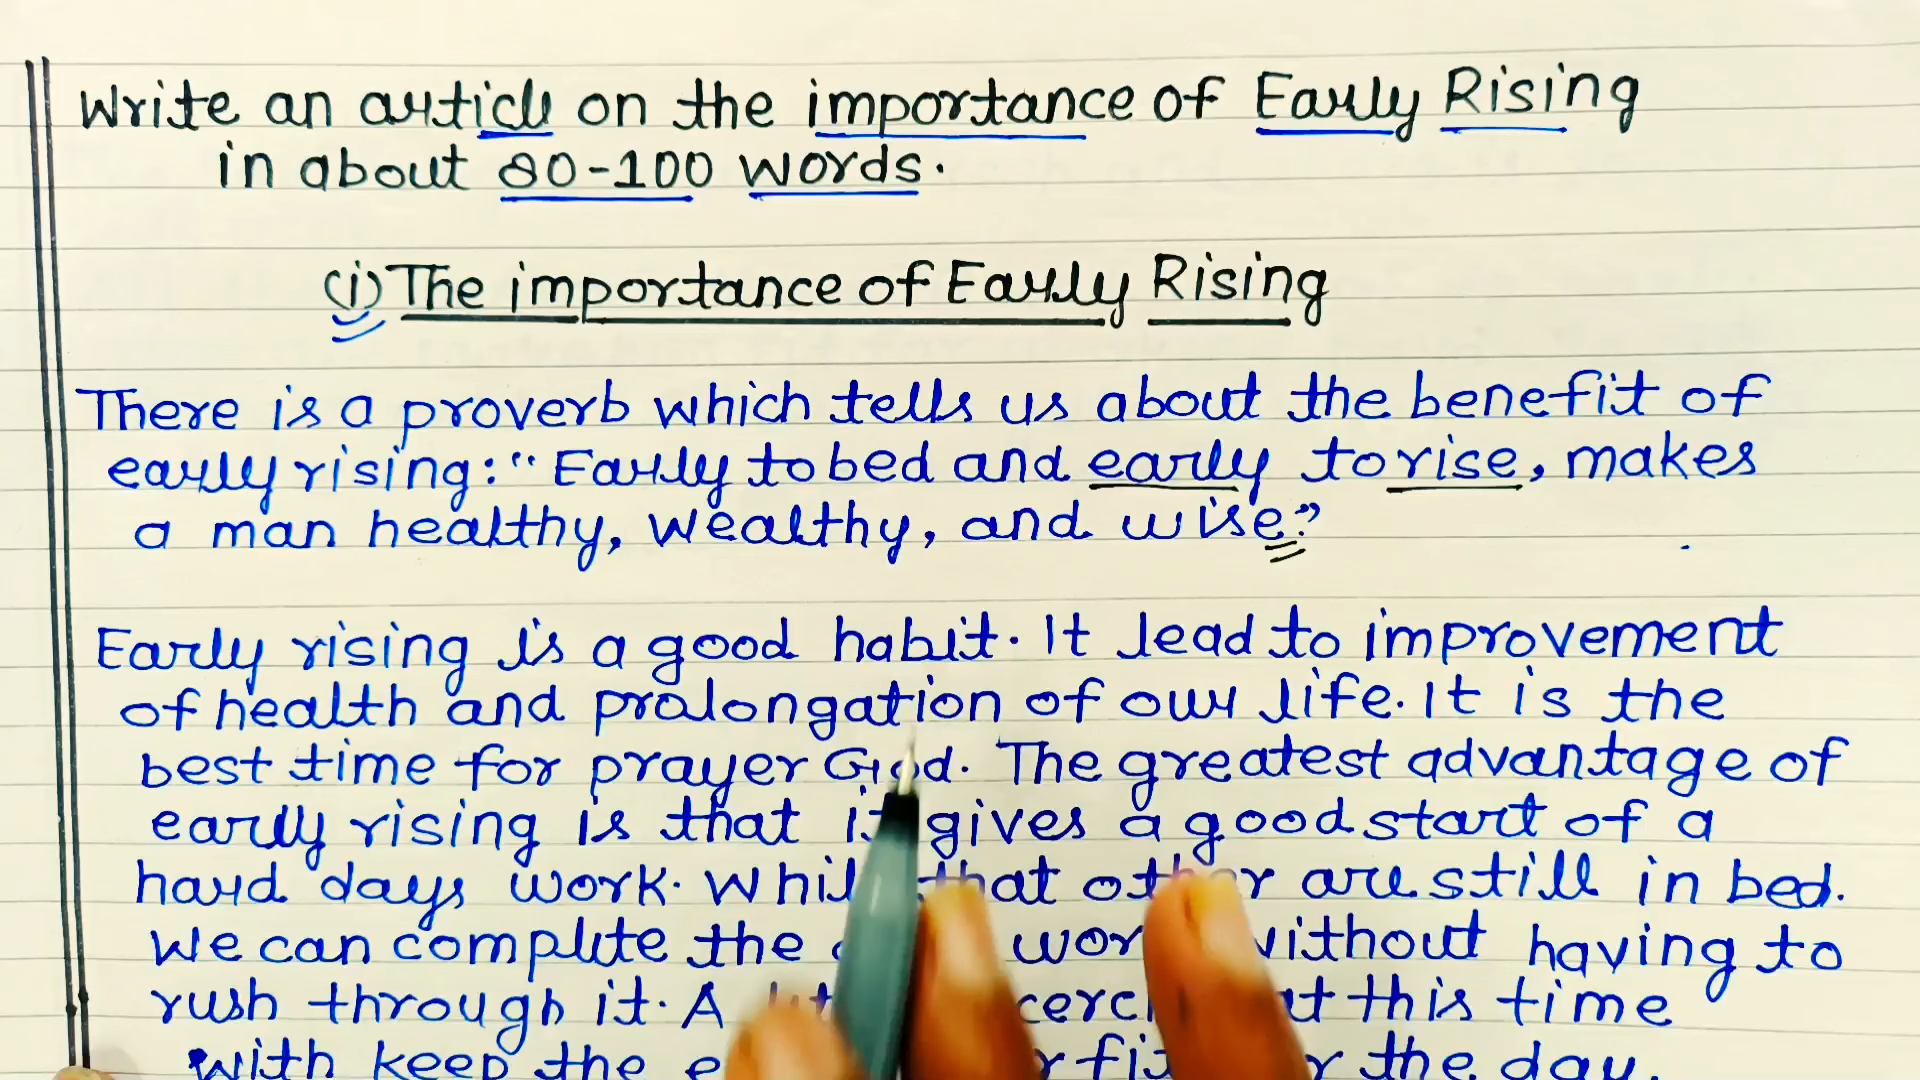 Write an article on the importance of Early Rising
in about 80-100 words.
(i) The importance of Early Rising
There is a proverb which tells us about the benefit of
early rising: "Early to bed and early to rise, makes
a man healthy, wealthy, and wise."
Early rising is a good habit. It lead to improvement
of health and prolongation of our life. It is the
best time for prayer God. The greatest advantage of
early rising is that it gives a good start of a
hard days work. that other are still in bed.
We can complete the without having to
rush through it. A at this time
with keep the fit the day.